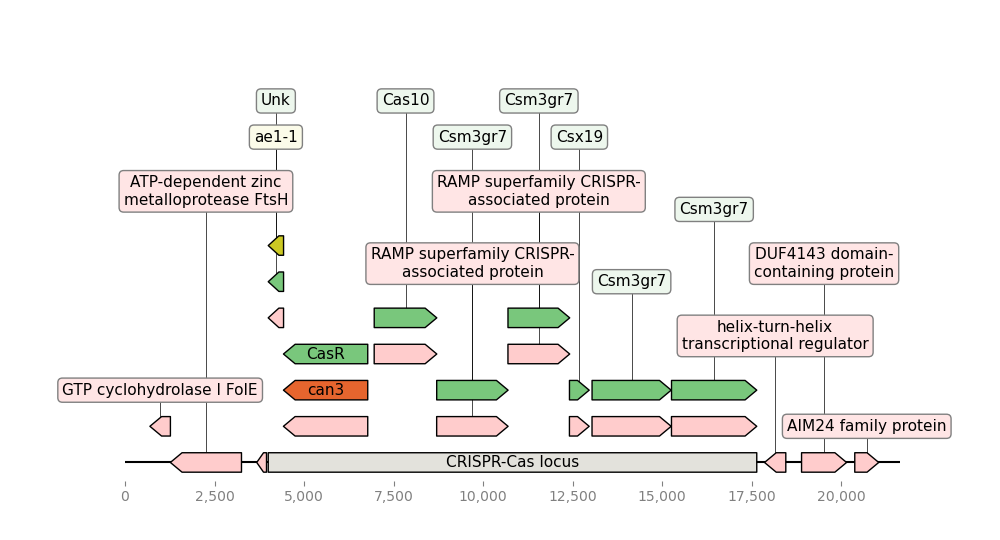 Unk
Cas10
Csm3gr7
ae1-1
Csm3gr7
Csx19
ATP-dependent zinc
metalloprotease FtsH
RAMP superfamily CRISPR-
associated protein
Csm3gr7
RAMP superfamily CRISPR-
associated protein
DUF4143 domain-
containing protein
Csm3gr7
helix-turn-helix
transcriptional regulator
CasR
GTP cyclohydrolase I FolE
can3
AIM24 family protein
CRISPR-Cas locus
0
2,500
5,000
7,500
10,000
12,500
15,000
17,500
20,000